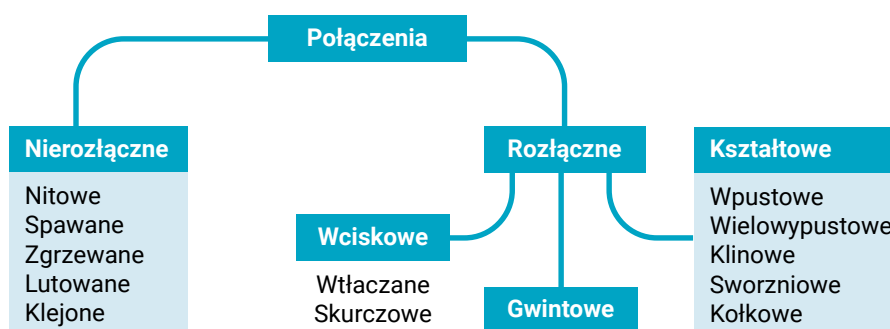 Połączenia
Nierozłączne
Nitowe
Spawane
Zgrzewane
Lutowane
Klejone
Rozłączne
Wciskowe
Wtłaczane
Skurczowe
Gwintowe
Kształtowe
Wpustowe
Wielowypustowe
Klinowe
Sworzniowe
Kołkowe